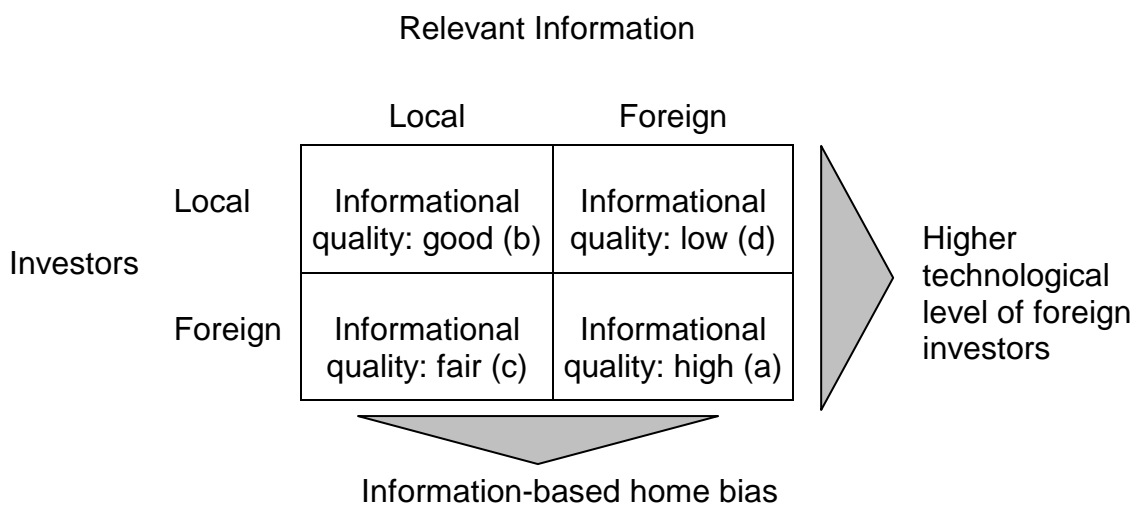 Relevant Information
Local Foreign
Local
Informational
quality: good (b)
Informational
quality: low (d)
Investors
Foreign
Informational
quality: fair (c)
Informational
quality: high (a)
Higher
technological
level of foreign
investors
Information-based home bias